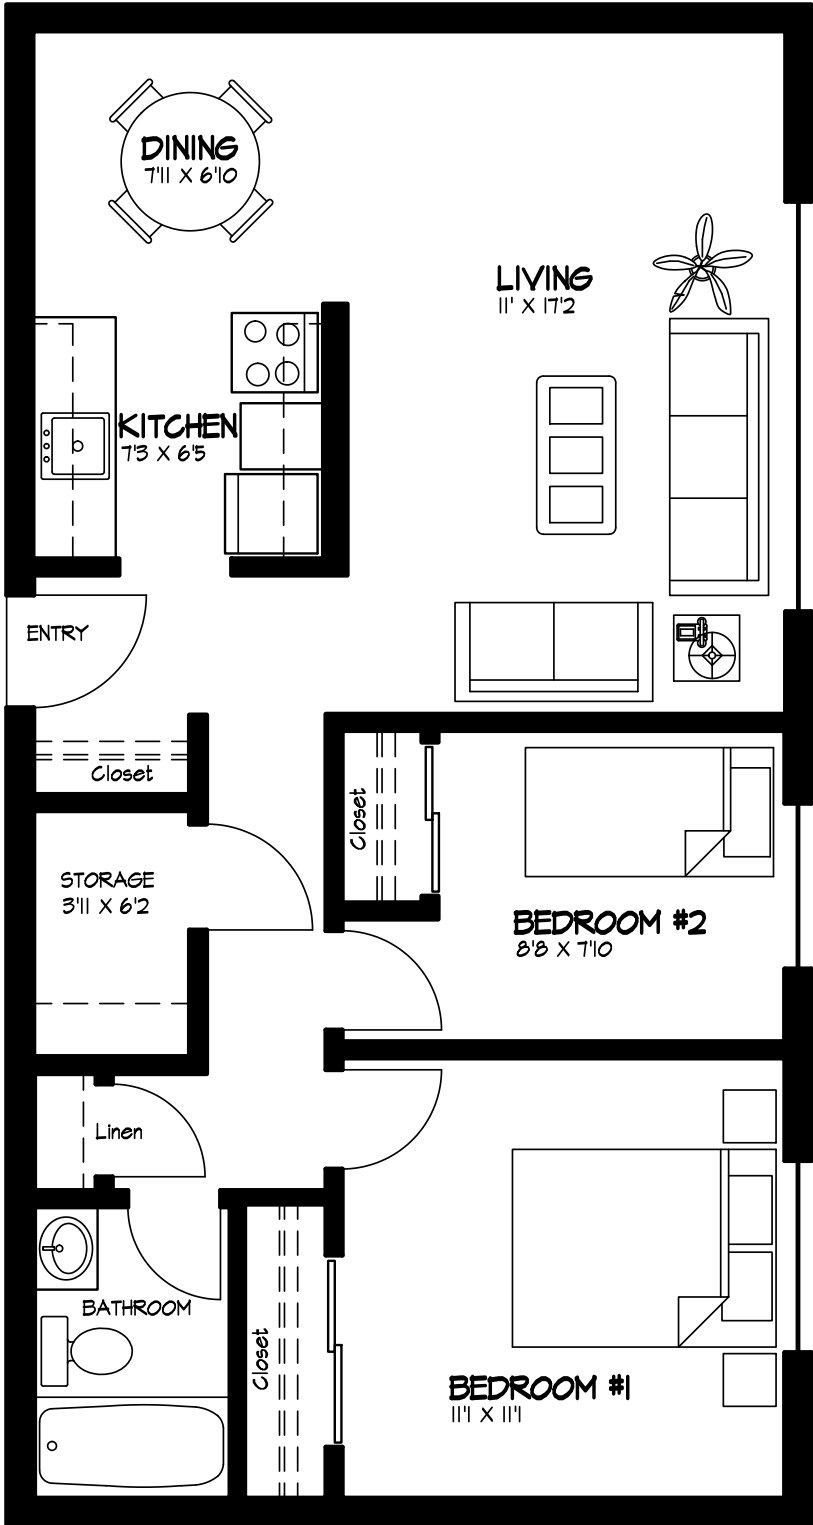 DINING
7'11 X 6'10
LIVING
11' X 17'2
KITCHEN
7'3 X 6'5
ENTRY
Closet
Closet
STORAGE
3'11 X 6'2
BEDROOM #2
8'8 X 7'10
Linen
BATHROOM
Closet
BEDROOM #1
11'1 X 11'1